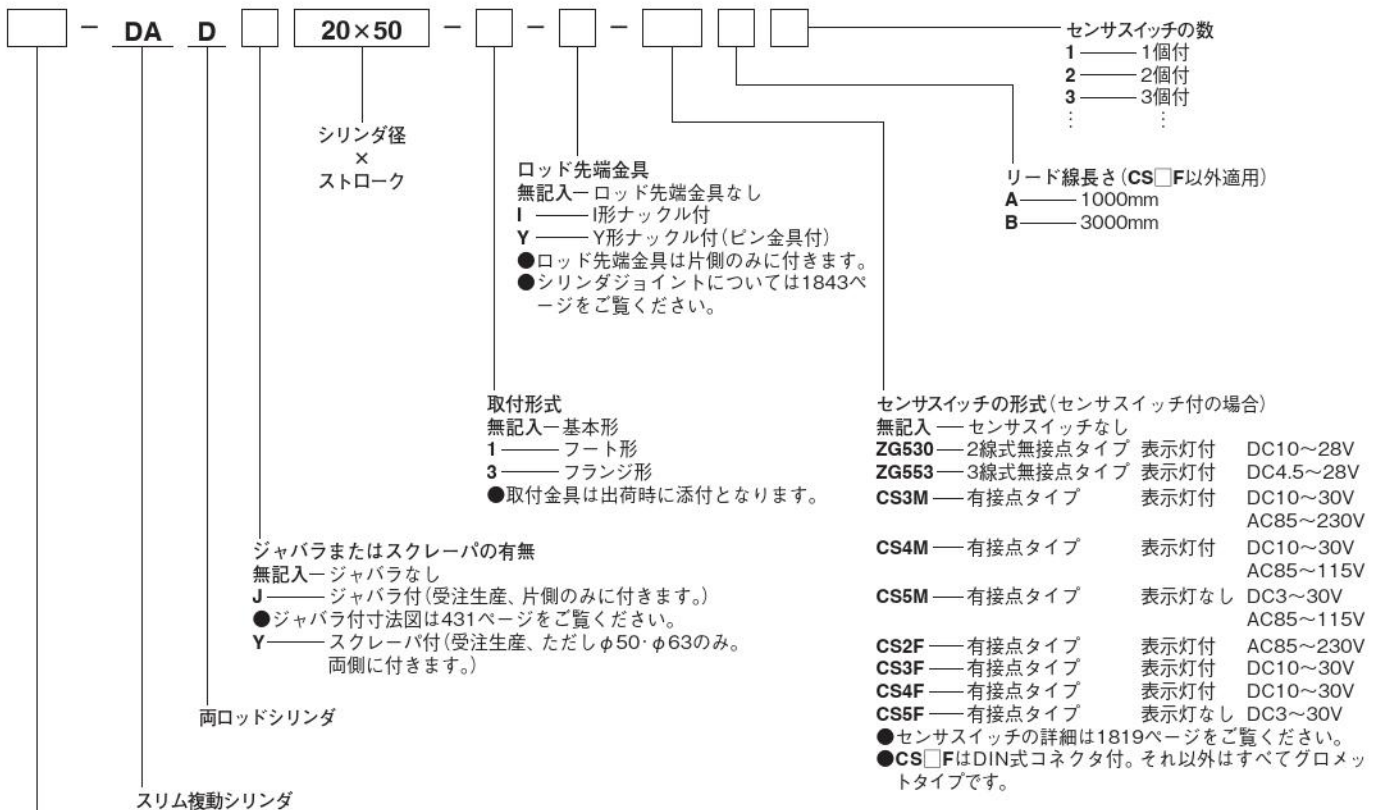 － DA D 20×50 － － －
センサスイッチの数
1 ―― 1個付
2 ―― 2個付
3 ―― 3個付
⋮ ⋮
シリンダ径
×
ストローク
ロッド先端金具
無記入 ― ロッド先端金具なし
I ―― I形ナックル付
Y ―― Y形ナックル付(ピン金具付)
●ロッド先端金具は片側のみに付きます。
●シリンダジョイントについては1843ペ
ージをご覧ください。
リード線長さ(CS□F以外適用)
A ―― 1000mm
B ―― 3000mm
取付形式
無記入 ― 基本形
1 ―― フート形
3 ―― フランジ形
●取付金具は出荷時に添付となります。
センサスイッチの形式(センサスイッチ付の場合)
無記入 ― センサスイッチなし
ZG530 ― 2線式無接点タイプ 表示灯付 DC10〜28V
ZG553 ― 3線式無接点タイプ 表示灯付 DC4.5〜28V
CS3M ― 有接点タイプ 表示灯付 DC10〜30V
AC85〜230V
CS4M ― 有接点タイプ 表示灯付 DC10〜30V
AC85〜115V
CS5M ― 有接点タイプ 表示灯なし DC3〜30V
AC85〜115V
CS2F ― 有接点タイプ 表示灯付 AC85〜230V
CS3F ― 有接点タイプ 表示灯付 DC10〜30V
CS4F ― 有接点タイプ 表示灯付 DC10〜30V
CS5F ― 有接点タイプ 表示灯なし DC3〜30V
●センサスイッチの詳細は1819ページをご覧ください。
●CS□FはDIN式コネクタ付。それ以外はすべてグロメッ
トタイプです。
ジャバラまたはスクレーパの有無
無記入 ― ジャバラなし
J ―― ジャバラ付(受注生産、片側のみに付きます。)
●ジャバラ付寸法図は431ページをご覧ください。
Y ―― スクレーパ付(受注生産、ただしφ50・φ63のみ。
両側に付きます。)
両ロッドシリンダ
スリム複動シリンダ